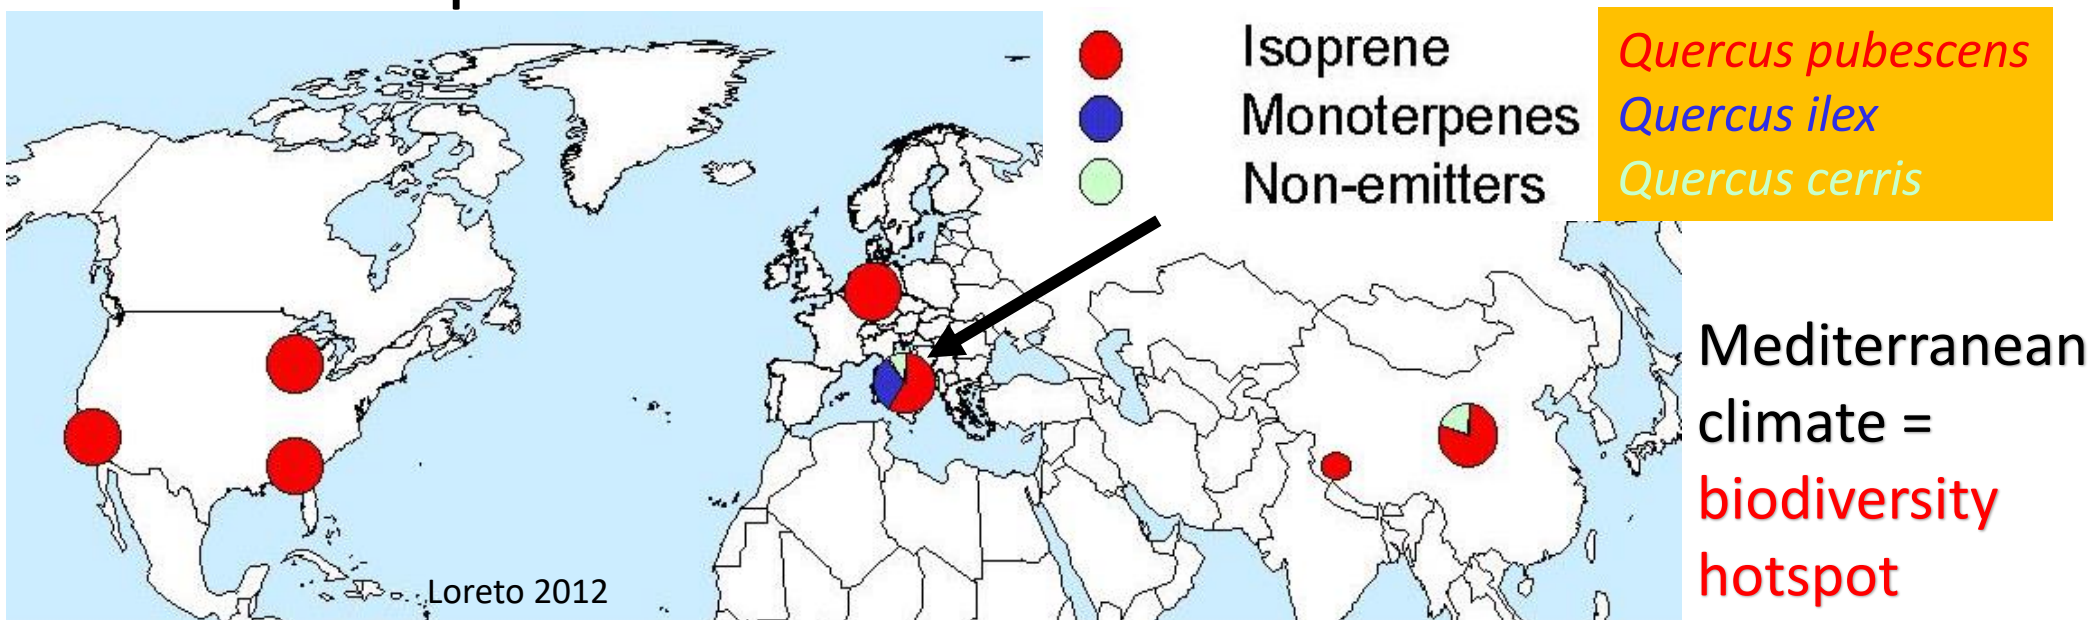 Isoprene
Monoterpenes
Non-emitters
Quercus pubescens
Quercus ilex
Quercus cerris
Mediterranean
climate =
biodiversity
hotspot
Loreto 2012